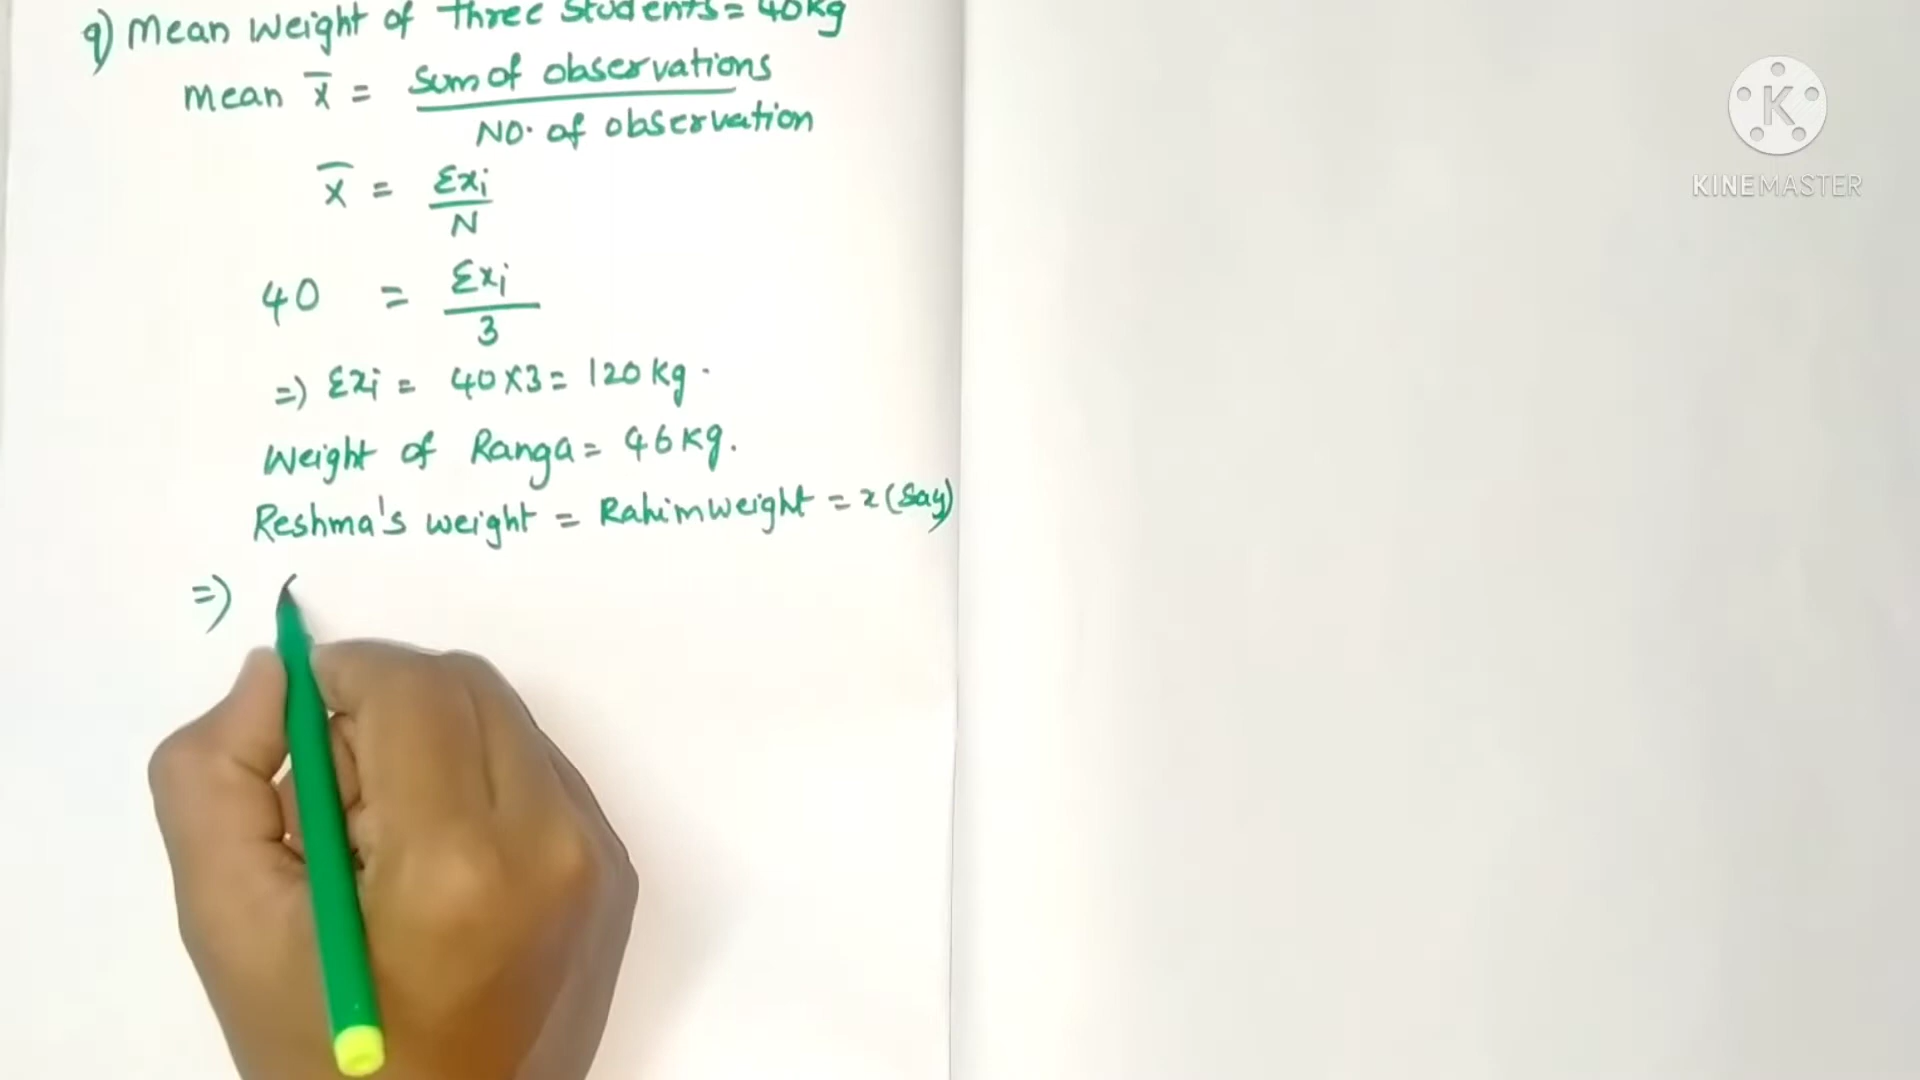 9) Mean Weight of Three Students = 40kg
Mean x̄ = Sum of observations / No. of observation
x̄ = Σxi / N
40 = Σxi / 3
=) Σxi = 40 X 3 = 120 kg.
Weight of Ranga = 46 kg.
Reshma's weight = Rahim weight = x (Say)
=) (
K
KINEMASTER